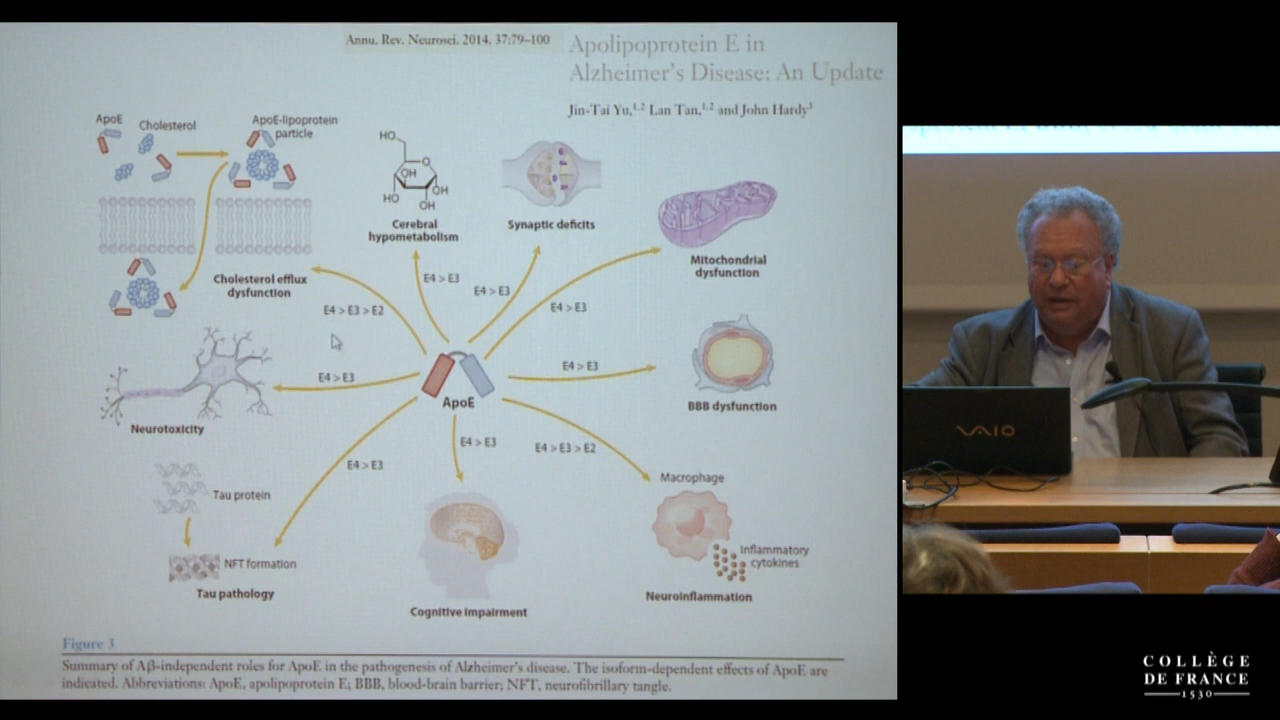 Annu. Rev. Neurosci. 2014. 37:79–100
Apolipoprotein E in
Alzheimer's Disease: An Update
Jin-Tai Yu,1,2 Lan Tan,1,2 and John Hardy3
ApoE
Cholesterol
ApoE-lipoprotein
particle
HO
O
OH
HO
OH
OH
Cerebral
hypometabolism
Synaptic deficits
Mitochondrial
dysfunction
Cholesterol efflux
dysfunction
E4 > E3
E4 > E3
E4 > E3
E4 > E3 > E2
E4 > E3
E4 > E3
ApoE
BBB dysfunction
Neurotoxicity
E4 > E3
E4 > E3 > E2
E4 > E3
Macrophage
Tau protein
NFT formation
Inflammatory
cytokines
Tau pathology
Cognitive impairment
Neuroinflammation
Figure 3
Summary of Aβ-independent roles for ApoE in the pathogenesis of Alzheimer's disease. The isoform-dependent effects of ApoE are
indicated. Abbreviations: ApoE, apolipoprotein E; BBB, blood-brain barrier; NFT, neurofibrillary tangle.
VAIO
COLLÈGE
DE FRANCE
1530